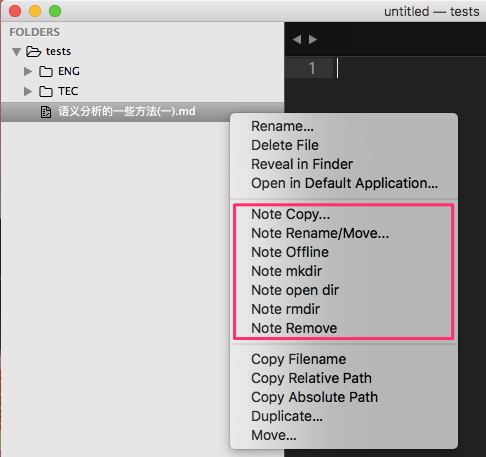 untitled — tests
FOLDERS
tests
ENG
TEC
语义分析的一些方法(一).md
1
Rename...
Delete File
Reveal in Finder
Open in Default Application...
Note Copy...
Note Rename/Move...
Note Offline
Note mkdir
Note open dir
Note rmdir
Note Remove
Copy Filename
Copy Relative Path
Copy Absolute Path
Duplicate...
Move...